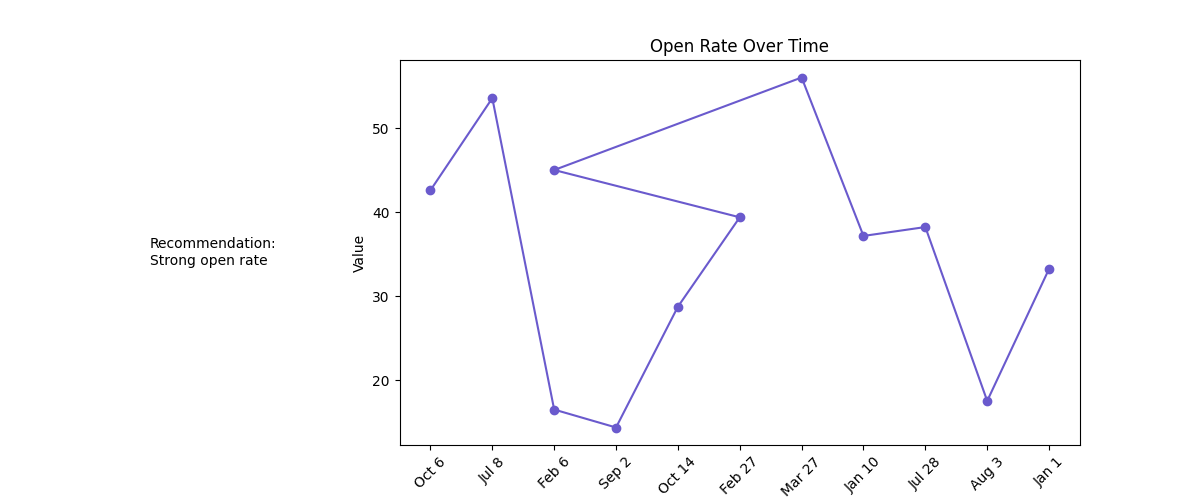 Open Rate Over Time
Recommendation:
Strong open rate
Value
50
40
30
20
Oct 6
Jul 8
Feb 6
Sep 2
Oct 14
Feb 27
Mar 27
Jan 10
Jul 28
Aug 3
Jan 1